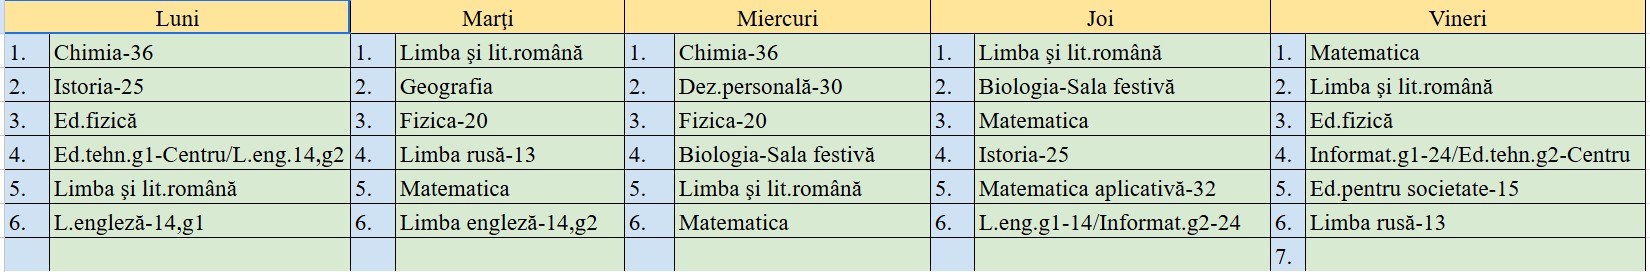 Luni Marţi Miercuri Joi Vineri
1. Chimia-36 1. Limba şi lit.română 1. Chimia-36 1. Limba şi lit.română 1. Matematica
2. Istoria-25 2. Geografia 2. Dez.personală-30 2. Biologia-Sala festivă 2. Limba şi lit.română
3. Ed.fizică 3. Fizica-20 3. Fizica-20 3. Matematica 3. Ed.fizică
4. Ed.tehn.g1-Centru/L.eng.14,g2 4. Limba rusă-13 4. Biologia-Sala festivă 4. Istoria-25 4. Informat.g1-24/Ed.tehn.g2-Centru
5. Limba şi lit.română 5. Matematica 5. Limba şi lit.română 5. Matematica aplicativă-32 5. Ed.pentru societate-15
6. L.engleză-14,g1 6. Limba engleză-14,g2 6. Matematica 6. L.eng.g1-14/Informat.g2-24 6. Limba rusă-13
7.